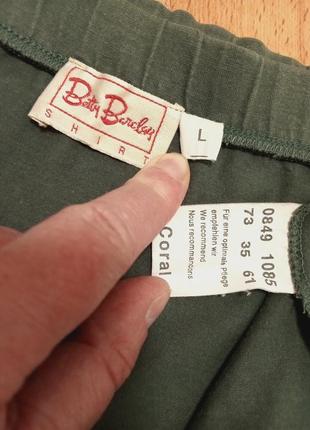 Betty Barclay
SHIRT
L
0849 1085
73 35 61
Für eine optimale Pflege
empfehlen wir
We recommend
Nous recommandons
Coral